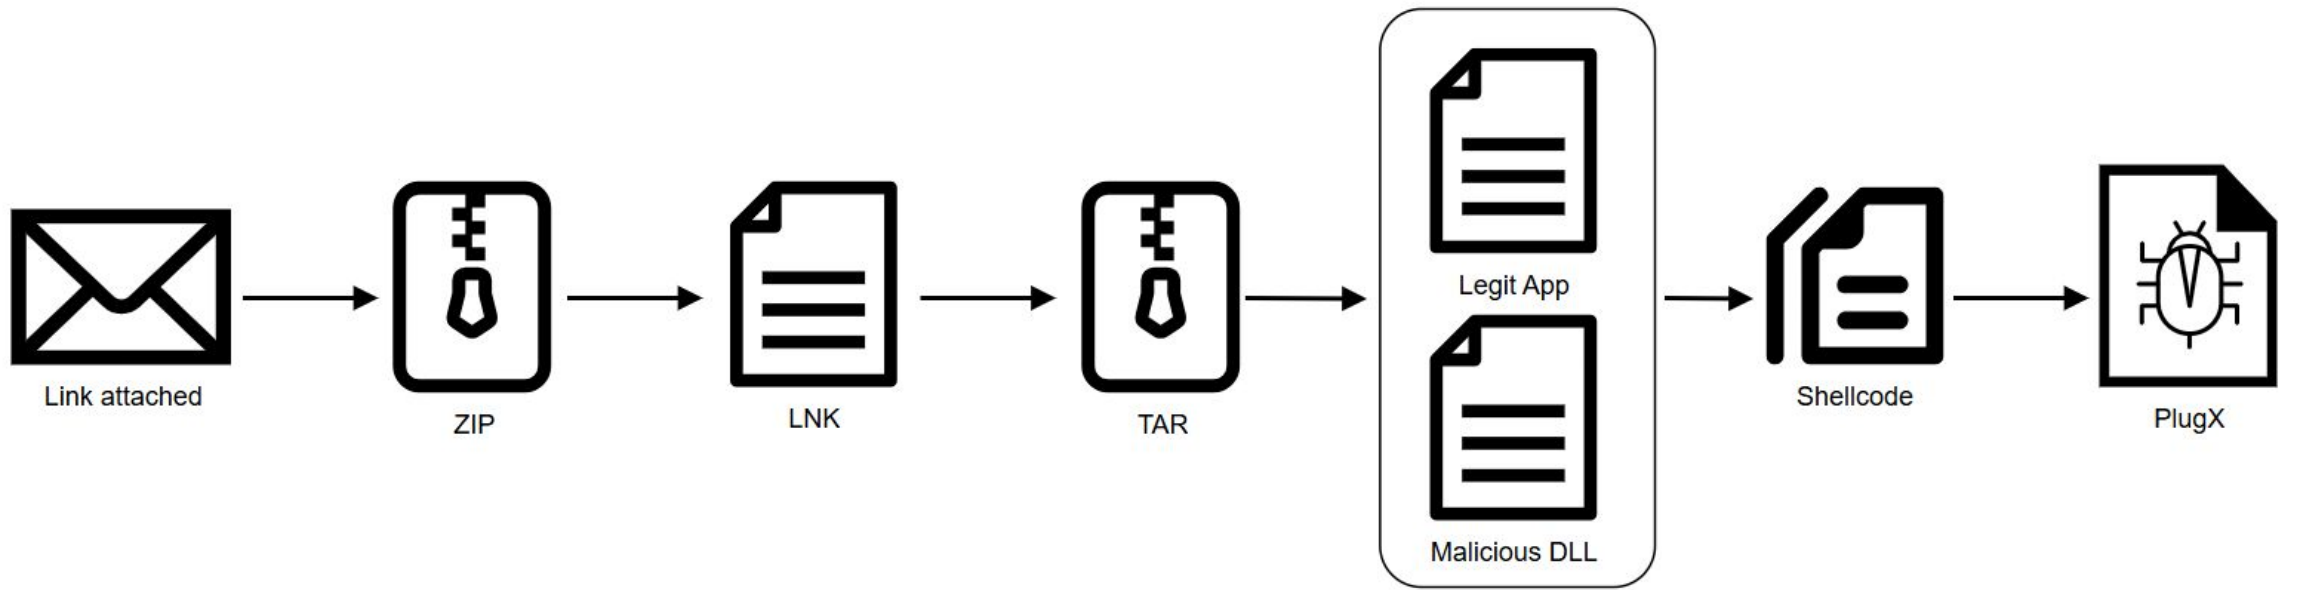 Link attached
ZIP
LNK
TAR
Legit App
Malicious DLL
Shellcode
PlugX